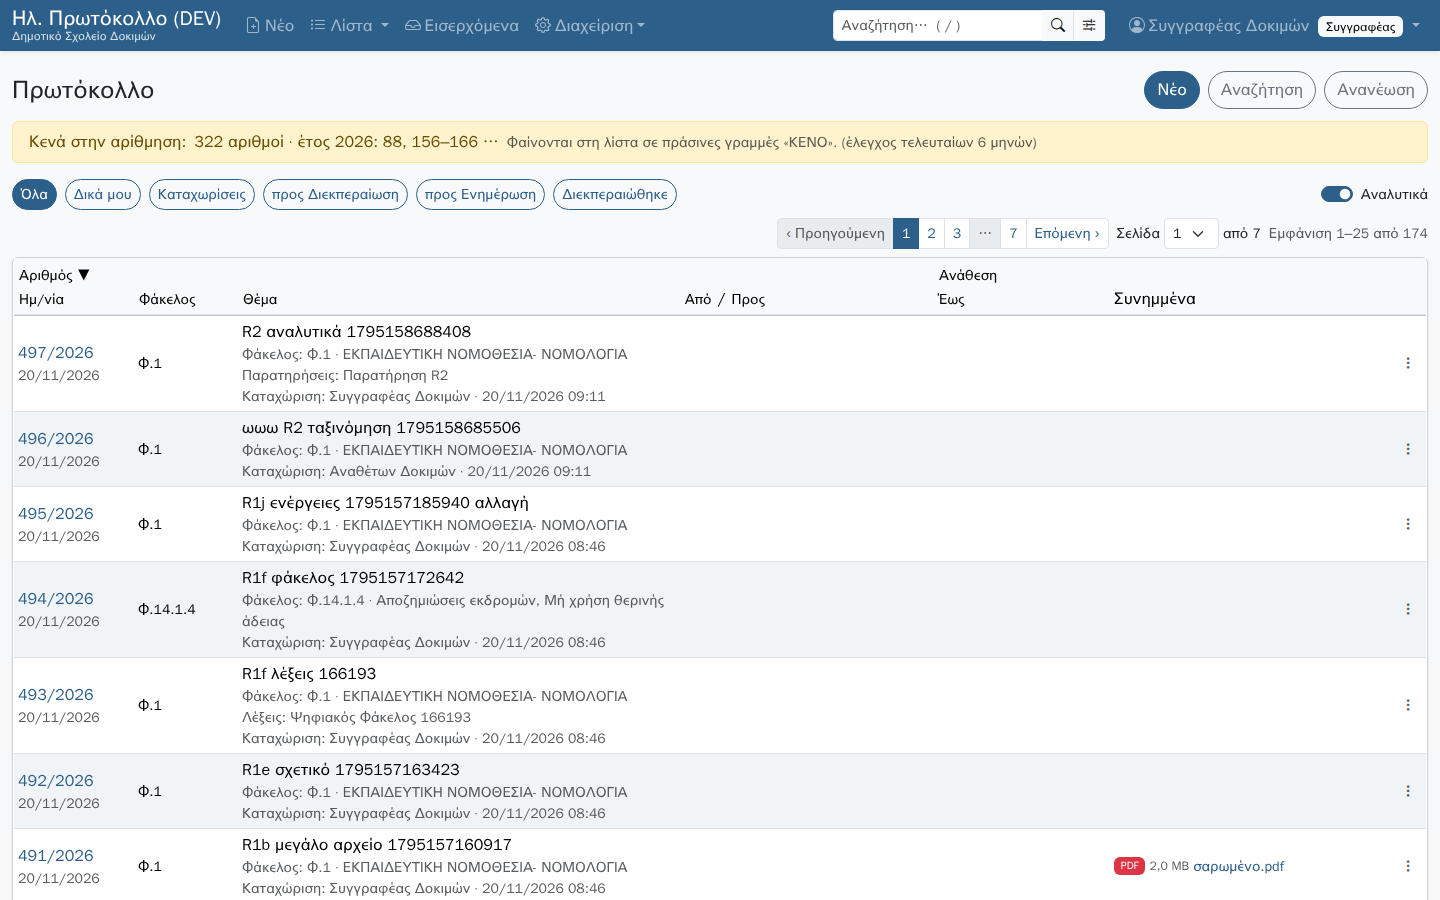 Ηλ. Πρωτόκολλο (DEV)
Δημοτικό Σχολείο Δοκιμών
Νέο
Λίστα
Εισερχόμενα
Διαχείριση
Αναζήτηση… ( / )
Συγγραφέας Δοκιμών
Συγγραφέας
Πρωτόκολλο
Νέο
Αναζήτηση
Ανανέωση
Κενά στην αρίθμηση: 322 αριθμοί · έτος 2026: 88, 156–166 … Φαίνονται στη λίστα σε πράσινες γραμμές «ΚΕΝΟ». (έλεγχος τελευταίων 6 μηνών)
Όλα
Δικά μου
Καταχωρίσεις
προς Διεκπεραίωση
προς Ενημέρωση
Διεκπεραιώθηκε
Αναλυτικά
‹ Προηγούμενη 1 2 3 … 7 Επόμενη › Σελίδα 1 από 7 Εμφάνιση 1–25 από 174
Αριθμός ▼
Ημ/νία
Φάκελος
Θέμα
Από / Προς
Ανάθεση
Έως
Συνημμένα
497/2026
20/11/2026
Φ.1
R2 αναλυτικά 1795158688408
Φάκελος: Φ.1 · ΕΚΠΑΙΔΕΥΤΙΚΗ ΝΟΜΟΘΕΣΙΑ- ΝΟΜΟΛΟΓΙΑ
Παρατηρήσεις: Παρατήρηση R2
Καταχώριση: Συγγραφέας Δοκιμών · 20/11/2026 09:11
496/2026
20/11/2026
Φ.1
ωωω R2 ταξινόμηση 1795158685506
Φάκελος: Φ.1 · ΕΚΠΑΙΔΕΥΤΙΚΗ ΝΟΜΟΘΕΣΙΑ- ΝΟΜΟΛΟΓΙΑ
Καταχώριση: Αναθέτων Δοκιμών · 20/11/2026 09:11
495/2026
20/11/2026
Φ.1
R1j ενέργειες 1795157185940 αλλαγή
Φάκελος: Φ.1 · ΕΚΠΑΙΔΕΥΤΙΚΗ ΝΟΜΟΘΕΣΙΑ- ΝΟΜΟΛΟΓΙΑ
Καταχώριση: Συγγραφέας Δοκιμών · 20/11/2026 08:46
494/2026
20/11/2026
Φ.14.1.4
R1f φάκελος 1795157172642
Φάκελος: Φ.14.1.4 · Αποζημιώσεις εκδρομών, Μή χρήση θερινής
άδειας
Καταχώριση: Συγγραφέας Δοκιμών · 20/11/2026 08:46
493/2026
20/11/2026
Φ.1
R1f λέξεις 166193
Φάκελος: Φ.1 · ΕΚΠΑΙΔΕΥΤΙΚΗ ΝΟΜΟΘΕΣΙΑ- ΝΟΜΟΛΟΓΙΑ
Λέξεις: Ψηφιακός Φάκελος 166193
Καταχώριση: Συγγραφέας Δοκιμών · 20/11/2026 08:46
492/2026
20/11/2026
Φ.1
R1e σχετικό 1795157163423
Φάκελος: Φ.1 · ΕΚΠΑΙΔΕΥΤΙΚΗ ΝΟΜΟΘΕΣΙΑ- ΝΟΜΟΛΟΓΙΑ
Καταχώριση: Συγγραφέας Δοκιμών · 20/11/2026 08:46
491/2026
20/11/2026
Φ.1
R1b μεγάλο αρχείο 1795157160917
Φάκελος: Φ.1 · ΕΚΠΑΙΔΕΥΤΙΚΗ ΝΟΜΟΘΕΣΙΑ- ΝΟΜΟΛΟΓΙΑ
Καταχώριση: Συγγραφέας Δοκιμών · 20/11/2026 08:46
PDF 2,0 MB σαρωμένο.pdf